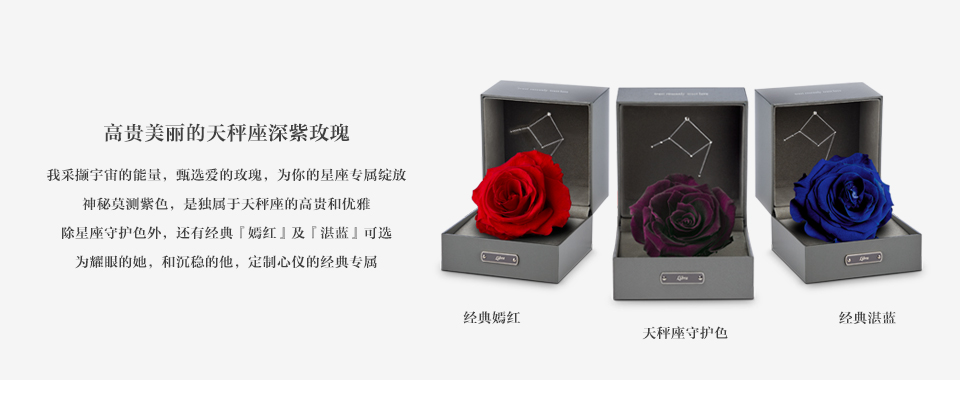 高贵美丽的天秤座深紫玫瑰
我采撷宇宙的能量，甄选爱的玫瑰，为你的星座专属绽放
神秘莫测紫色，是独属于天秤座的高贵和优雅
除星座守护色外，还有经典『嫣红』及『湛蓝』可选
为耀眼的她，和沉稳的他，定制心仪的经典专属
经典嫣红
天秤座守护色
经典湛蓝